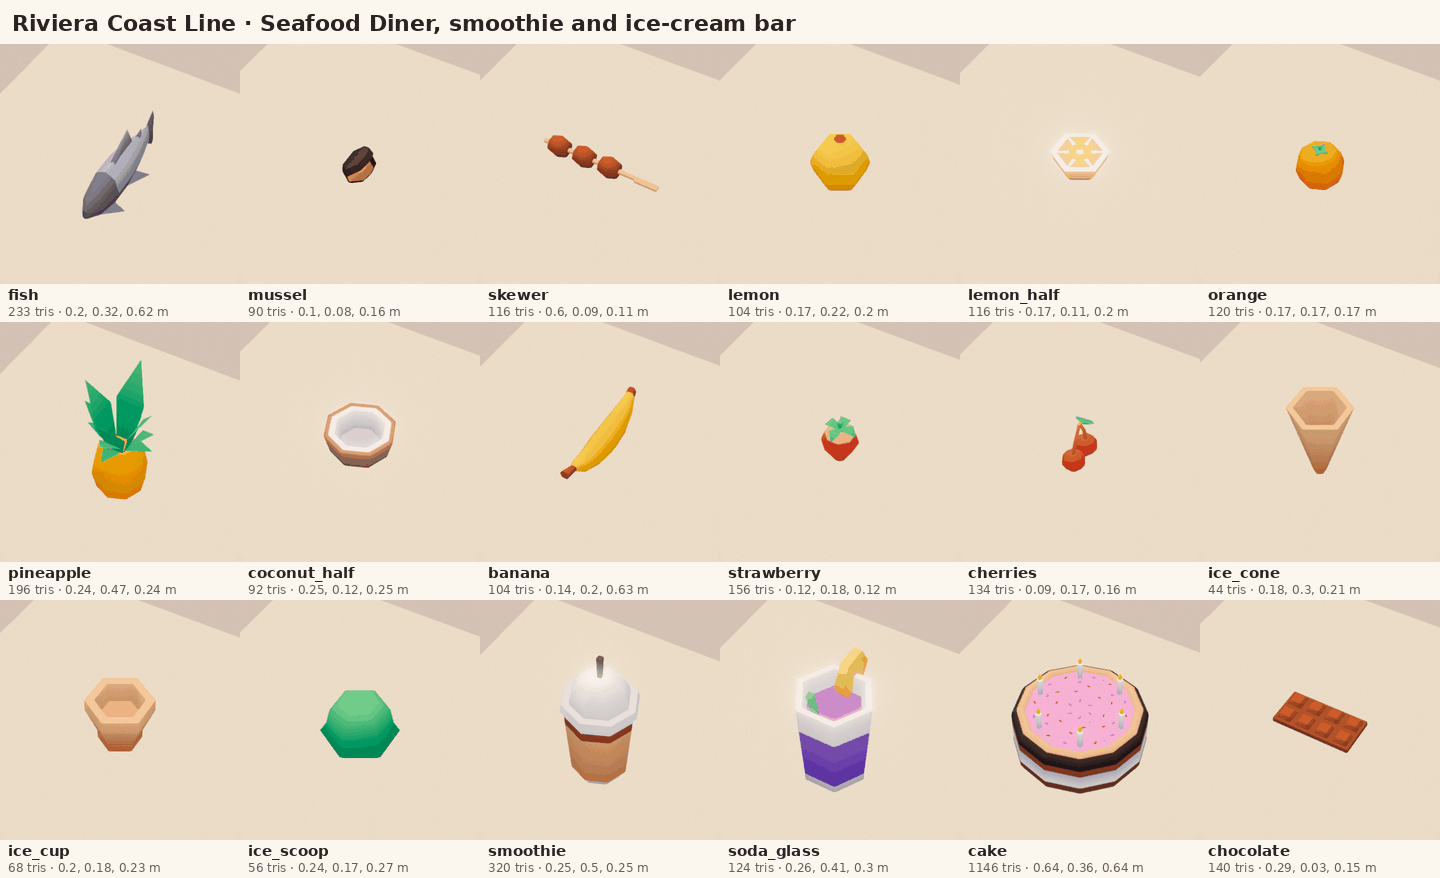 Riviera Coast Line · Seafood Diner, smoothie and ice-cream bar
fish
233 tris · 0.2, 0.32, 0.62 m
mussel
90 tris · 0.1, 0.08, 0.16 m
skewer
116 tris · 0.6, 0.09, 0.11 m
lemon
104 tris · 0.17, 0.22, 0.2 m
lemon_half
116 tris · 0.17, 0.11, 0.2 m
orange
120 tris · 0.17, 0.17, 0.17 m
pineapple
196 tris · 0.24, 0.47, 0.24 m
coconut_half
92 tris · 0.25, 0.12, 0.25 m
banana
104 tris · 0.14, 0.2, 0.63 m
strawberry
156 tris · 0.12, 0.18, 0.12 m
cherries
134 tris · 0.09, 0.17, 0.16 m
ice_cone
44 tris · 0.18, 0.3, 0.21 m
ice_cup
68 tris · 0.2, 0.18, 0.23 m
ice_scoop
56 tris · 0.24, 0.17, 0.27 m
smoothie
320 tris · 0.25, 0.5, 0.25 m
soda_glass
124 tris · 0.26, 0.41, 0.3 m
cake
1146 tris · 0.64, 0.36, 0.64 m
chocolate
140 tris · 0.29, 0.03, 0.15 m